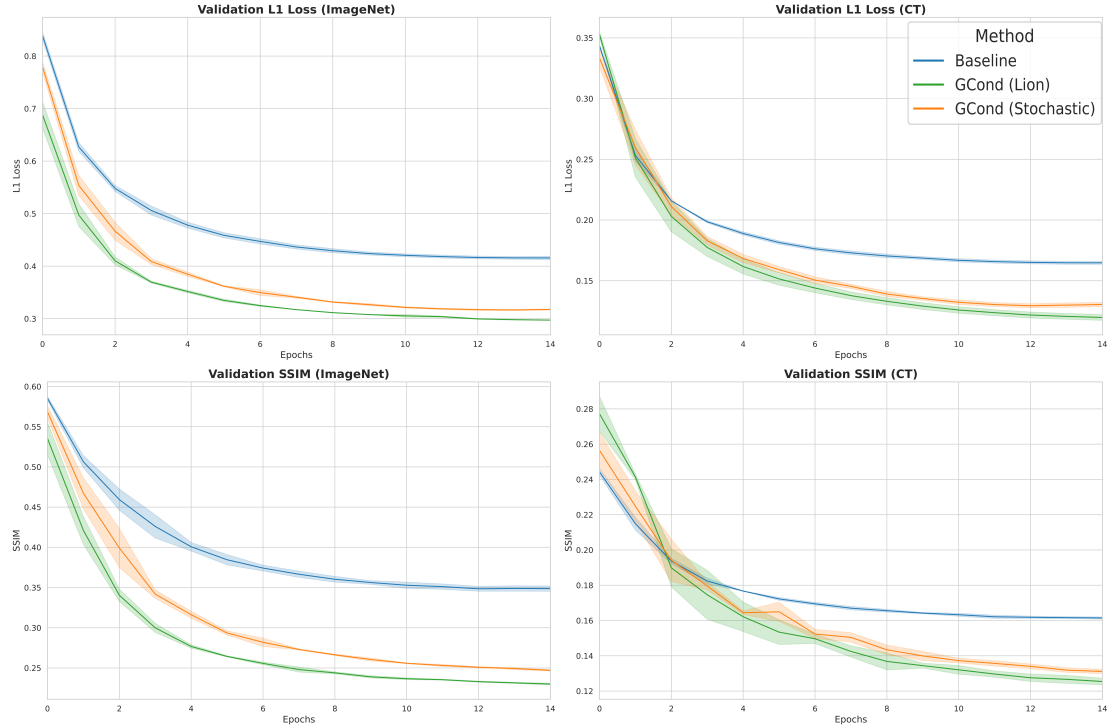 Validation L1 Loss (ImageNet)
L1 Loss
0.8
0.7
0.6
0.5
0.4
0.3
0 2 4 6 8 10 12 14
Epochs
Validation L1 Loss (CT)
L1 Loss
0.35
0.30
0.25
0.20
0.15
0 2 4 6 8 10 12 14
Epochs
Method
Baseline
GCond (Lion)
GCond (Stochastic)
Validation SSIM (ImageNet)
SSIM
0.60
0.55
0.50
0.45
0.40
0.35
0.30
0.25
0 2 4 6 8 10 12 14
Epochs
Validation SSIM (CT)
SSIM
0.28
0.26
0.24
0.22
0.20
0.18
0.16
0.14
0.12
0 2 4 6 8 10 12 14
Epochs